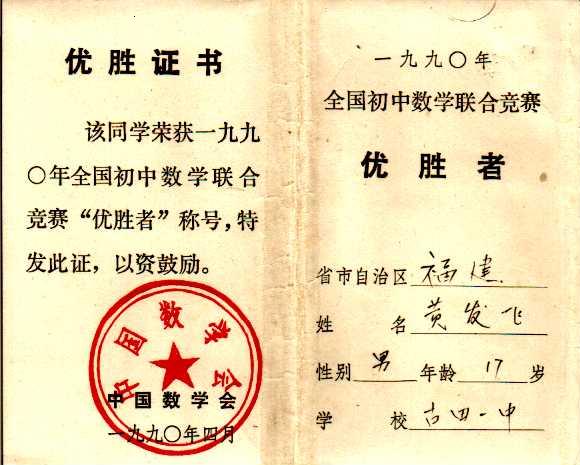 优胜证书
该同学荣获一九九
〇年全国初中数学联合
竞赛“优胜者”称号，特
发此证，以资鼓励。
中国数学会
中国数学会
一九九〇年四月
一九九〇年
全国初中数学联合竞赛
优胜者
省市自治区 福建
姓名 黄发飞
性别 男 年龄 17 岁
学校 古田一中